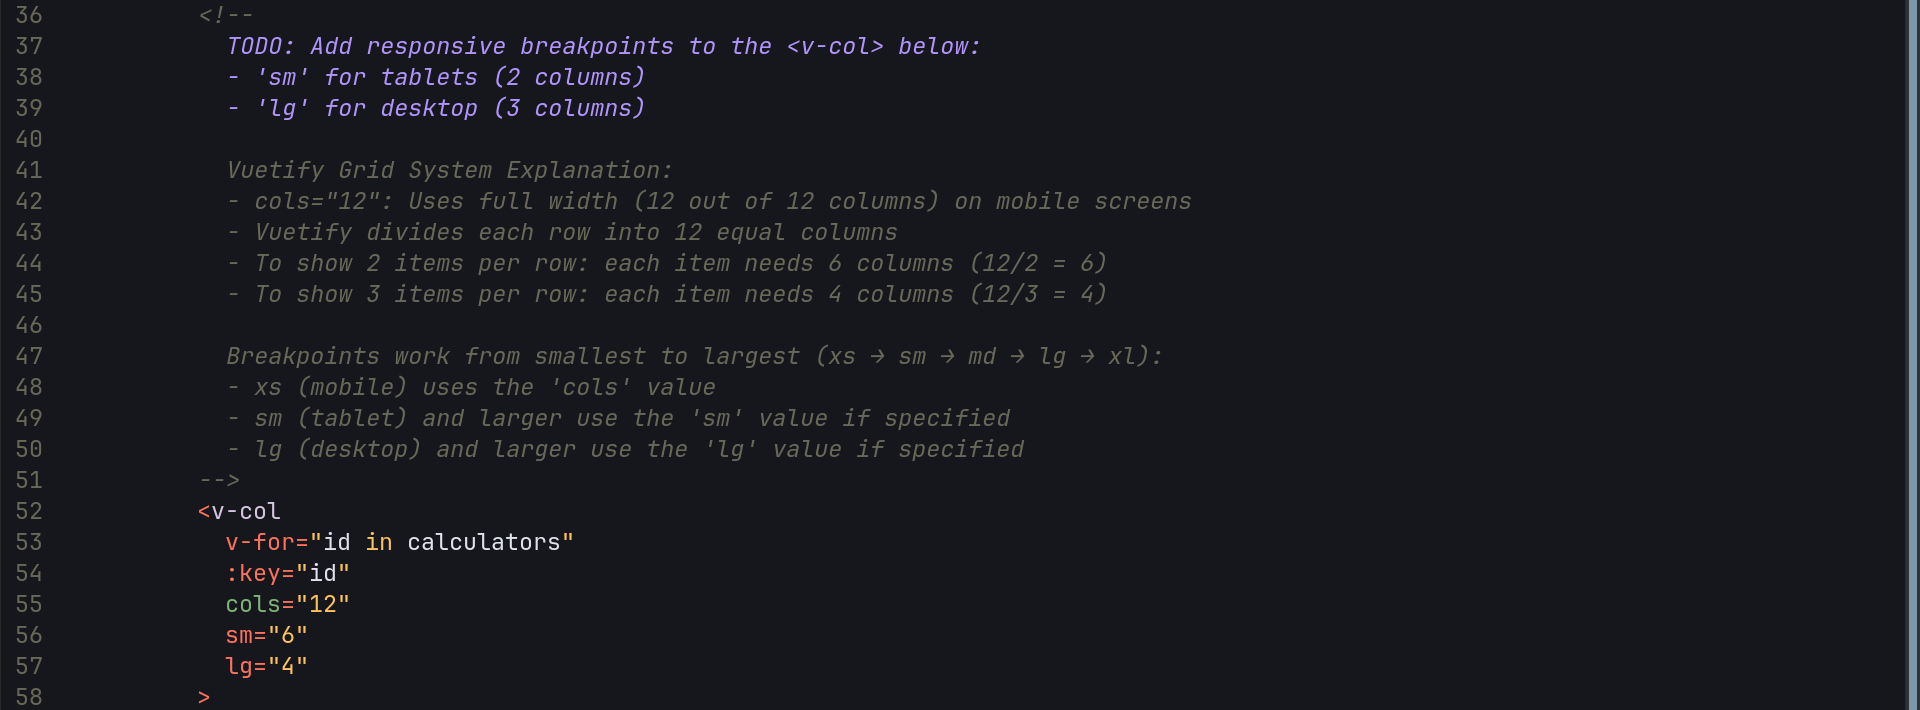 36 <!--
37 TODO: Add responsive breakpoints to the <v-col> below:
38 - 'sm' for tablets (2 columns)
39 - 'lg' for desktop (3 columns)
40
41 Vuetify Grid System Explanation:
42 - cols="12": Uses full width (12 out of 12 columns) on mobile screens
43 - Vuetify divides each row into 12 equal columns
44 - To show 2 items per row: each item needs 6 columns (12/2 = 6)
45 - To show 3 items per row: each item needs 4 columns (12/3 = 4)
46
47 Breakpoints work from smallest to largest (xs → sm → md → lg → xl):
48 - xs (mobile) uses the 'cols' value
49 - sm (tablet) and larger use the 'sm' value if specified
50 - lg (desktop) and larger use the 'lg' value if specified
51 -->
52 <v-col
53 v-for="id in calculators"
54 :key="id"
55 cols="12"
56 sm="6"
57 lg="4"
58 >